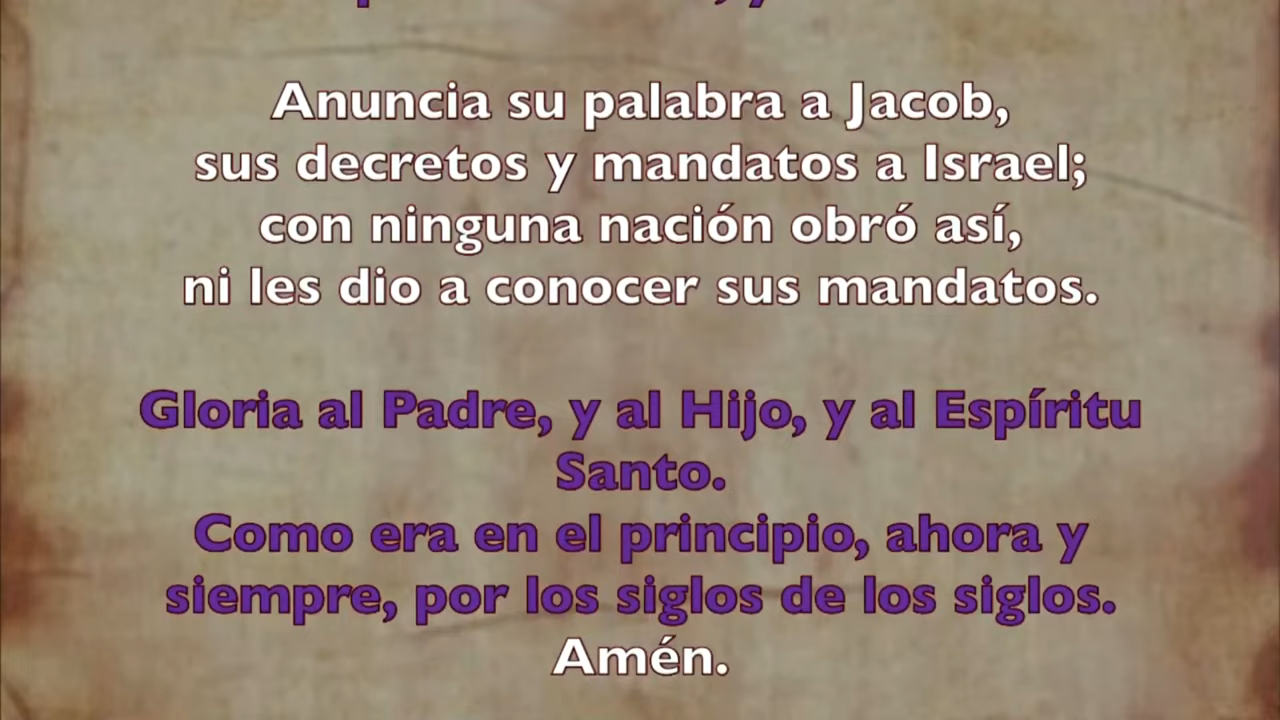 Anuncia su palabra a Jacob,
sus decretos y mandatos a Israel;
con ninguna nación obró así,
ni les dio a conocer sus mandatos.
Gloria al Padre, y al Hijo, y al Espíritu
Santo.
Como era en el principio, ahora y
siempre, por los siglos de los siglos.
Amén.